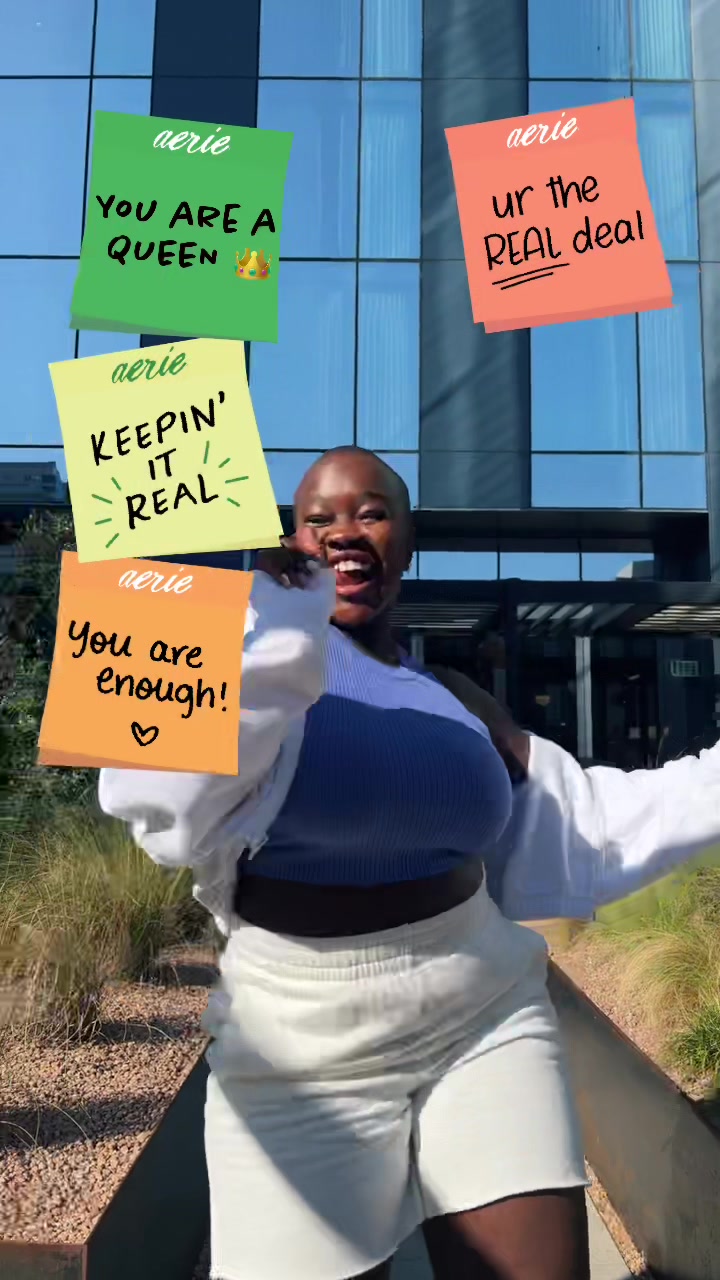 aerie
YOU ARE A
QUEEN 👑
aerie
ur the
REAL deal
aerie
KEEPIN'
IT
REAL
aerie
you are
enough!